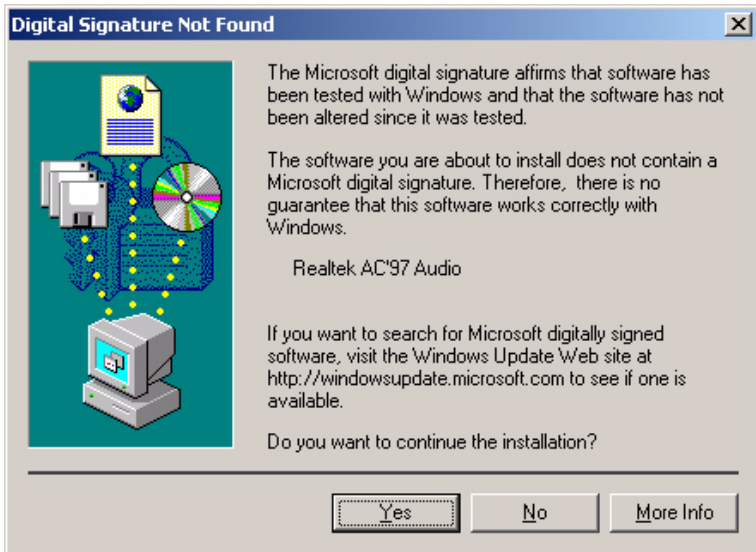 Digital Signature Not Found
The Microsoft digital signature affirms that software has
been tested with Windows and that the software has not
been altered since it was tested.
The software you are about to install does not contain a
Microsoft digital signature. Therefore,  there is no
guarantee that this software works correctly with
Windows.
Realtek AC'97 Audio
If you want to search for Microsoft digitally signed
software, visit the Windows Update Web site at
http://windowsupdate.microsoft.com to see if one is
available.
Do you want to continue the installation?
Yes
No
More Info